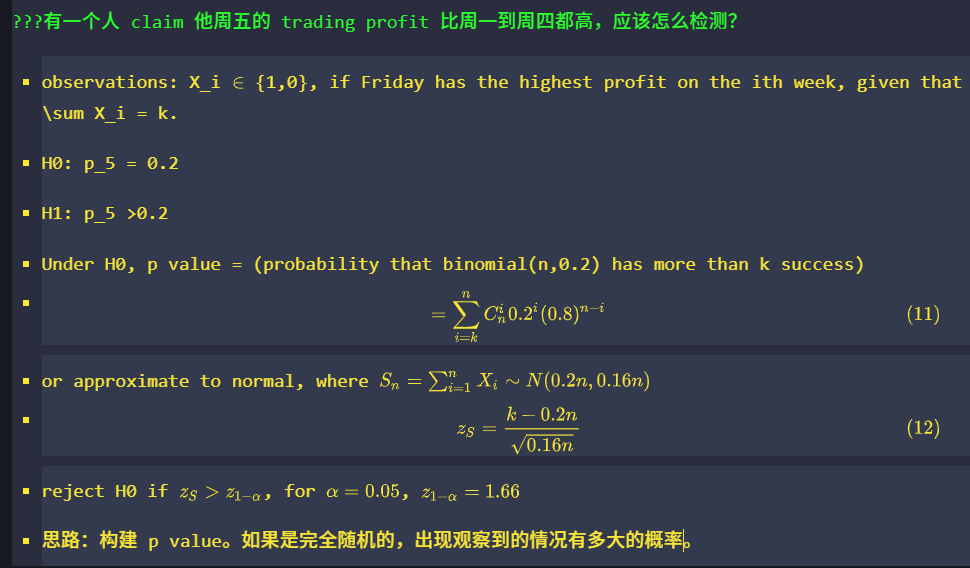 ???有一个人 claim 他周五的 trading profit 比周一到周四都高，应该怎么检测?
▪ observations: X_i ∈ {1,0}, if Friday has the highest profit on the ith week, given that
\sum X_i = k.
▪ H0: p_5 = 0.2
▪ H1: p_5 >0.2
▪ Under H0, p value = (probability that binomial(n,0.2) has more than k success)
▪ = \sum_{i=k}^{n} C_n^i 0.2^i (0.8)^{n-i} (11)
▪ or approximate to normal, where S_n = \sum_{i=1}^{n} X_i ∼ N(0.2n, 0.16n)
▪ z_S = \frac{k − 0.2n}{\sqrt{0.16n}} (12)
▪ reject H0 if z_S > z_{1−α}, for α = 0.05, z_{1−α} = 1.66
▪ 思路: 构建 p value。如果是完全随机的，出现观察到的情况有多大的概率。